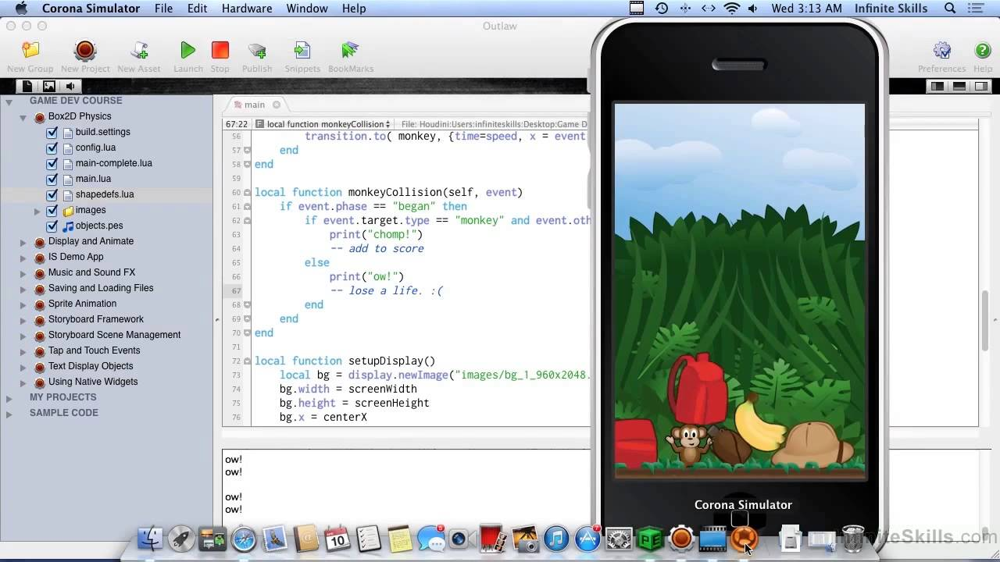 Corona Simulator File Edit Hardware Window Help Wed 3:13 AM Infinite Skills
Outlaw
New Group New Project New Asset Launch Stop Publish Snippets BookMarks Preferences Help
GAME DEV COURSE
Box2D Physics
build.settings
config.lua
main-complete.lua
main.lua
shapedefs.lua
images
objects.pes
Display and Animate
IS Demo App
Music and Sound FX
Saving and Loading Files
Sprite Animation
Storyboard Framework
Storyboard Scene Management
Tap and Touch Events
Text Display Objects
Using Native Widgets
MY PROJECTS
SAMPLE CODE
main
67:22 F local function monkeyCollision File: Houdini:Users:infiniteskills:Desktop:Game D
56 transition.to( monkey, {time=speed, x = event
57 end
58 end
59
60 local function monkeyCollision(self, event)
61 if event.phase == "began" then
62 if event.target.type == "monkey" and event.oth
63 print("chomp!")
64 -- add to score
65 else
66 print("ow!")
67 -- lose a life. :(
68 end
69 end
70 end
71
72 local function setupDisplay()
73 local bg = display.newImage("images/bg_1_960x2048.
74 bg.width = screenWidth
75 bg.height = screenHeight
76 bg.x = centerX
ow!
ow!
ow!
ow!
Corona Simulator
10
InfiniteSkills.com